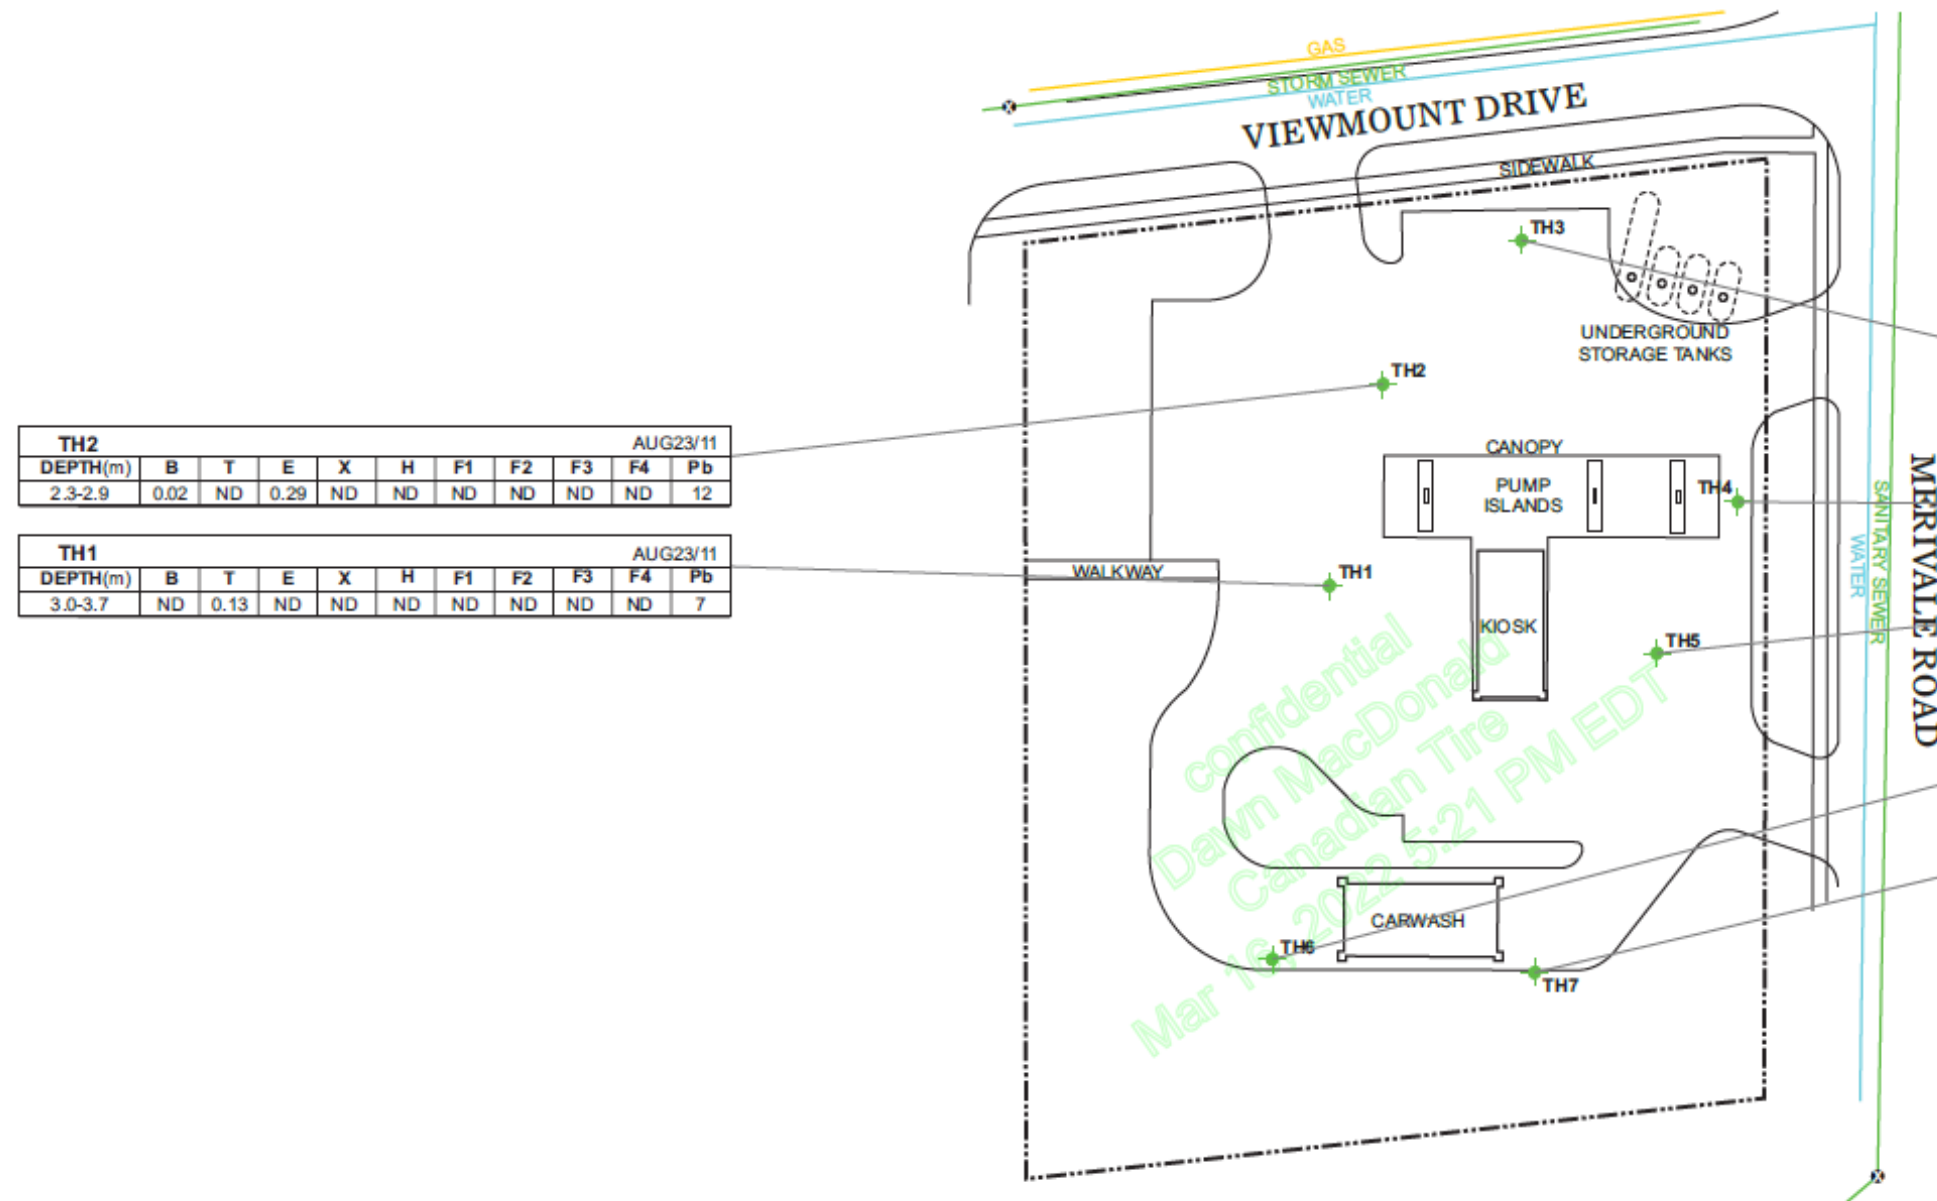 GAS
STORM SEWER
WATER
VIEWMOUNT DRIVE
SIDEWALK
TH3
UNDERGROUND
STORAGE TANKS
TH2
TH2 AUG23/11
DEPTH(m) B T E X H F1 F2 F3 F4 Pb
2.3-2.9 0.02 ND 0.29 ND ND ND ND ND ND 12
CANOPY
PUMP
ISLANDS
TH4
TH1 AUG23/11
DEPTH(m) B T E X H F1 F2 F3 F4 Pb
3.0-3.7 ND 0.13 ND ND ND ND ND ND ND 7
WALKWAY
TH1
KIOSK
TH5
WATER
SANITARY SEWER
MERIVALE ROAD
confidential
Dawn MacDonald
Canadian Tire
Mar 16, 2022 5:21 PM EDT
CARWASH
TH6
TH7